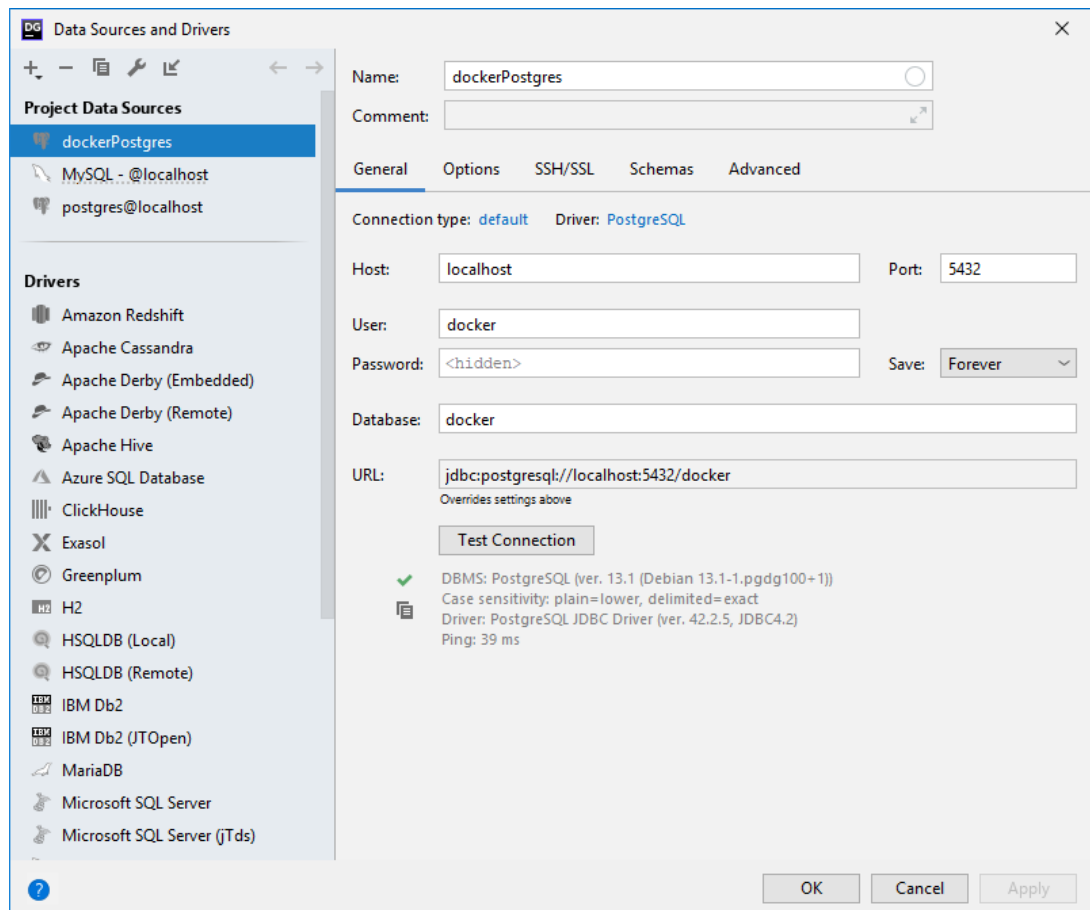 DG Data Sources and Drivers
Project Data Sources
dockerPostgres
MySQL - @localhost
postgres@localhost
Drivers
Amazon Redshift
Apache Cassandra
Apache Derby (Embedded)
Apache Derby (Remote)
Apache Hive
Azure SQL Database
ClickHouse
Exasol
Greenplum
H2 H2
HSQLDB (Local)
HSQLDB (Remote)
IBM Db2
IBM Db2 (JTOpen)
MariaDB
Microsoft SQL Server
Microsoft SQL Server (jTds)
?
Name: dockerPostgres
Comment:
General Options SSH/SSL Schemas Advanced
Connection type: default Driver: PostgreSQL
Host: localhost Port: 5432
User: docker
Password: <hidden> Save: Forever
Database: docker
URL: jdbc:postgresql://localhost:5432/docker
Overrides settings above
Test Connection
DBMS: PostgreSQL (ver. 13.1 (Debian 13.1-1.pgdg100+1))
Case sensitivity: plain=lower, delimited=exact
Driver: PostgreSQL JDBC Driver (ver. 42.2.5, JDBC4.2)
Ping: 39 ms
OK Cancel Apply